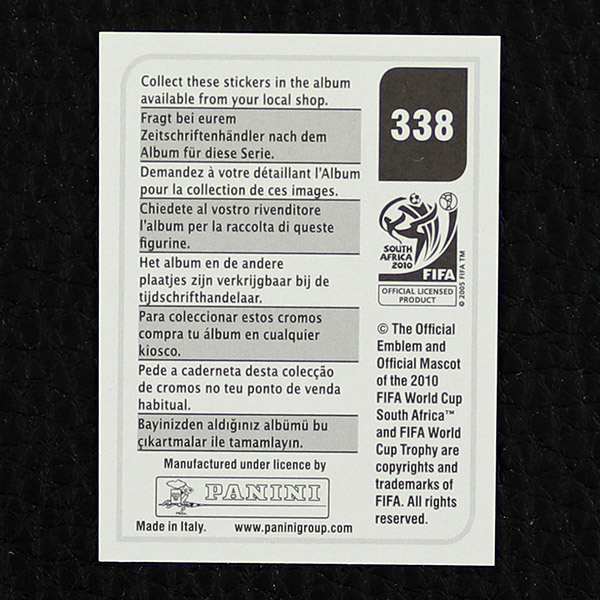 Collect these stickers in the album
available from your local shop.
Fragt bei eurem
Zeitschriftenhändler nach dem
Album für diese Serie.
Demandez à votre détaillant l'Album
pour la collection de ces images.
Chiedete al vostro rivenditore
l'album per la raccolta di queste
figurine.
Het album en de andere
plaatjes zijn verkrijgbaar bij de
tijdschrifthandelaar.
Para coleccionar estos cromos
compra tu álbum en cualquier
kiosco.
Pede a caderneta desta colecção
de cromos no teu ponto de venda
habitual.
Bayinizden aldığınız albümü bu
çıkartmalar ile tamamlayın.
Manufactured under licence by
PANINI
Made in Italy. www.paninigroup.com
338
SOUTH
AFRICA
2010
FIFA
OFFICIAL LICENSED
PRODUCT
© 2005 FIFA TM
© The Official
Emblem and
Official Mascot
of the 2010
FIFA World Cup
South Africa™
and FIFA World
Cup Trophy are
copyrights and
trademarks of
FIFA. All rights
reserved.